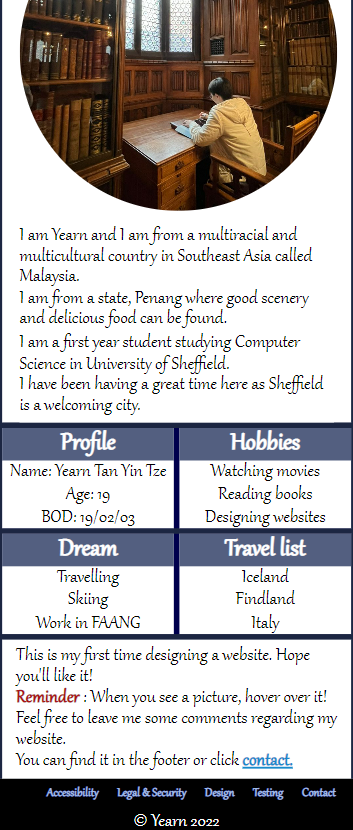 I am Yearn and I am from a multiracial and
multicultural country in Southeast Asia called
Malaysia.
I am from a state, Penang where good scenery
and delicious food can be found.
I am a first year student studying Computer
Science in University of Sheffield.
I have been having a great time here as Sheffield
is a welcoming city.
Profile
Name: Yearn Tan Yin Tze
Age: 19
BOD: 19/02/03
Hobbies
Watching movies
Reading books
Designing websites
Dream
Travelling
Skiing
Work in FAANG
Travel list
Iceland
Findland
Italy
This is my first time designing a website. Hope
you'll like it!
Reminder : When you see a picture, hover over it!
Feel free to leave me some comments regarding my
website.
You can find it in the footer or click contact.
Accessibility Legal & Security Design Testing Contact
© Yearn 2022